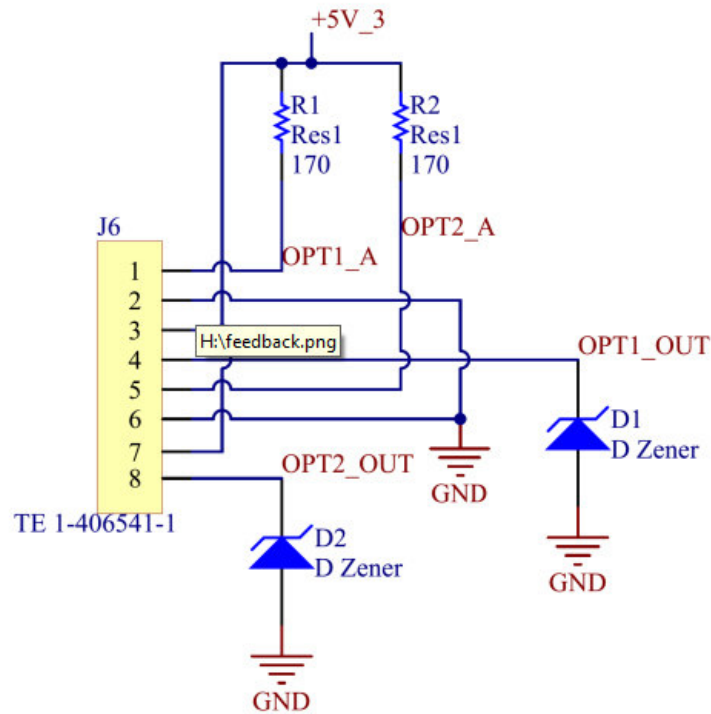 +5V_3
R1
Res1
170
R2
Res1
170
J6
OPT1_A
OPT2_A
1
2
3
4
5
6
7
8
H:\feedback.png
OPT1_OUT
D1
D Zener
GND
OPT2_OUT
TE 1-406541-1
D2
D Zener
GND
GND